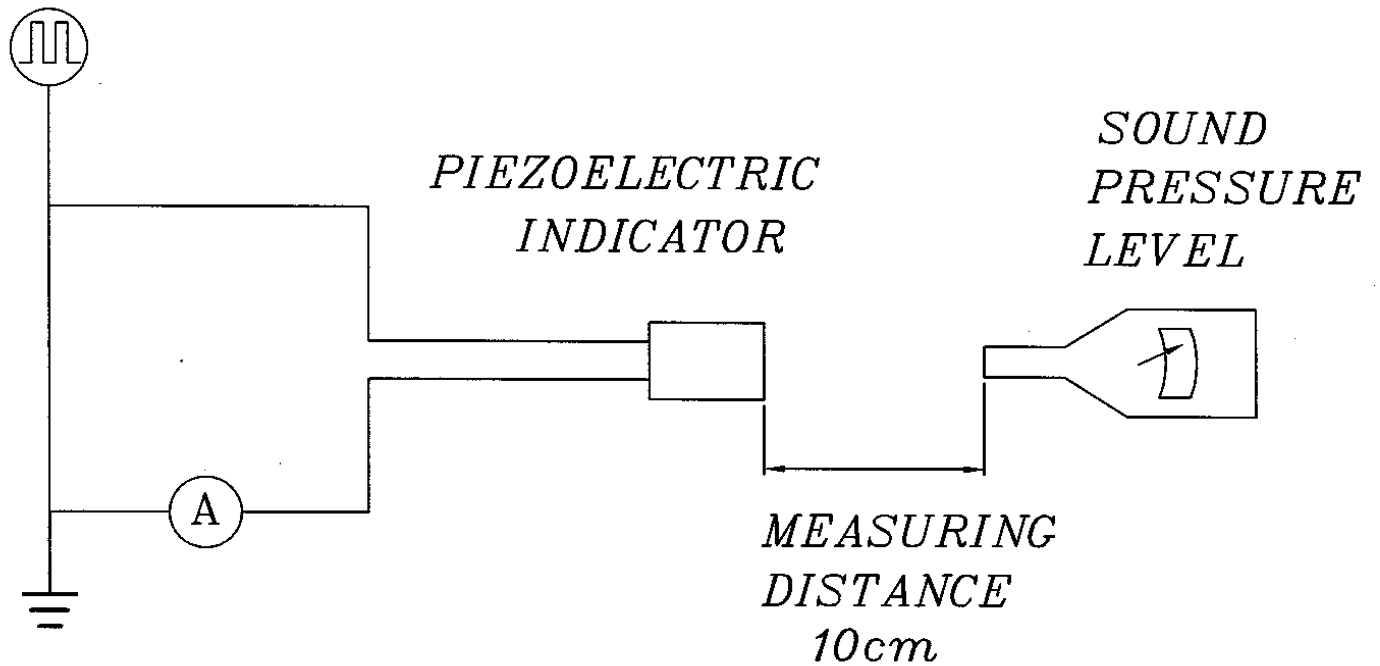 PIEZOELECTRIC
INDICATOR
SOUND
PRESSURE
LEVEL
A
MEASURING
DISTANCE
10cm